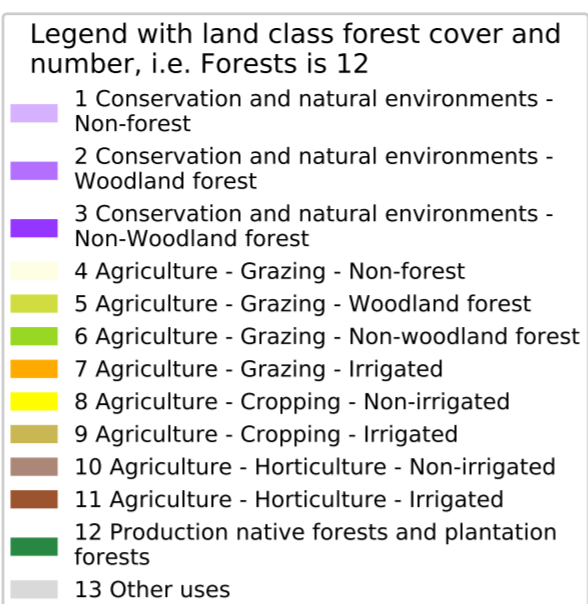 Legend with land class forest cover and
number, i.e. Forests is 12
1 Conservation and natural environments -
Non-forest
2 Conservation and natural environments -
Woodland forest
3 Conservation and natural environments -
Non-Woodland forest
4 Agriculture - Grazing - Non-forest
5 Agriculture - Grazing - Woodland forest
6 Agriculture - Grazing - Non-woodland forest
7 Agriculture - Grazing - Irrigated
8 Agriculture - Cropping - Non-irrigated
9 Agriculture - Cropping - Irrigated
10 Agriculture - Horticulture - Non-irrigated
11 Agriculture - Horticulture - Irrigated
12 Production native forests and plantation
forests
13 Other uses